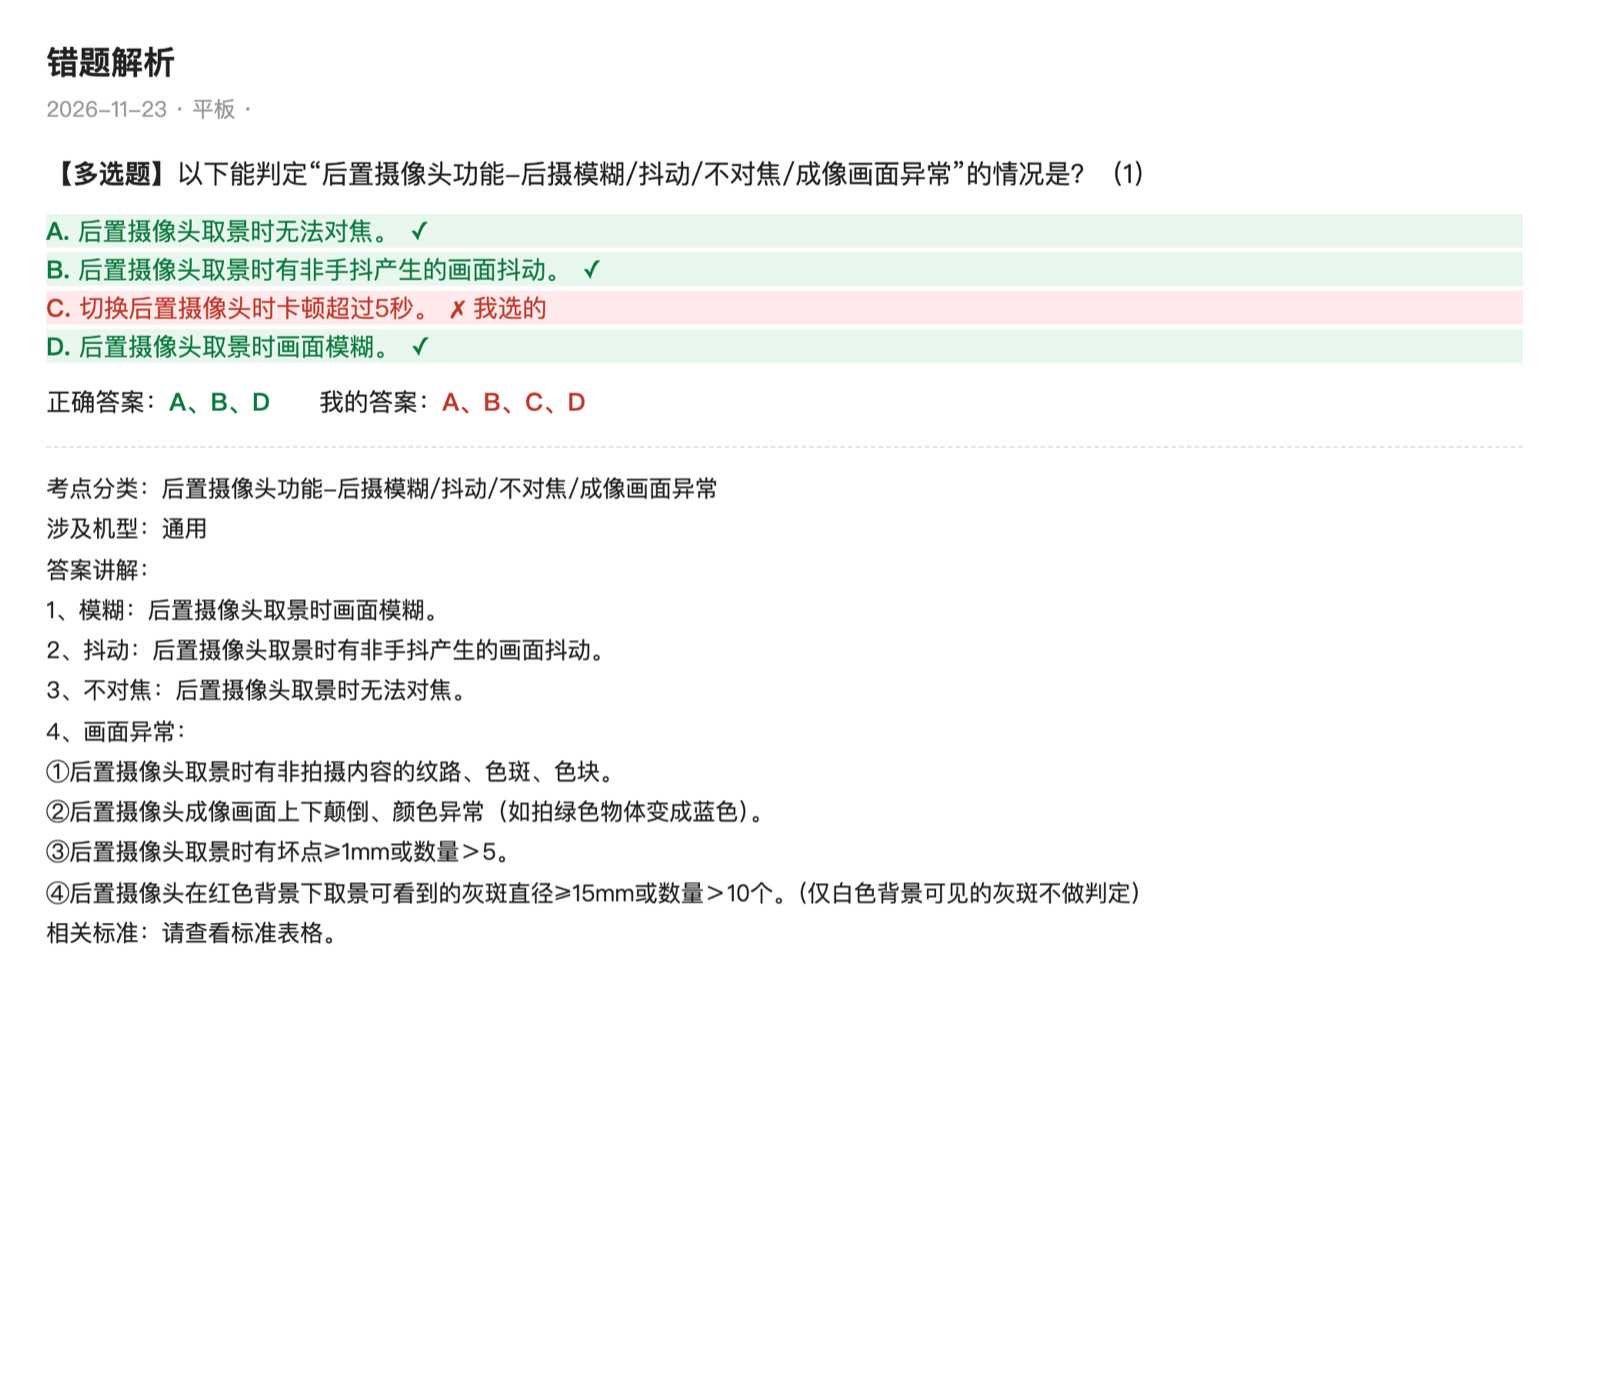 错题解析
2026-11-23 · 平板 ·
【多选题】以下能判定“后置摄像头功能-后摄模糊/抖动/不对焦/成像画面异常”的情况是？（1）
A. 后置摄像头取景时无法对焦。 ✓
B. 后置摄像头取景时有非手抖产生的画面抖动。 ✓
C. 切换后置摄像头时卡顿超过5秒。 ✗ 我选的
D. 后置摄像头取景时画面模糊。 ✓
正确答案：A、B、D 我的答案：A、B、C、D
考点分类：后置摄像头功能-后摄模糊/抖动/不对焦/成像画面异常
涉及机型：通用
答案讲解：
1、模糊：后置摄像头取景时画面模糊。
2、抖动：后置摄像头取景时有非手抖产生的画面抖动。
3、不对焦：后置摄像头取景时无法对焦。
4、画面异常：
①后置摄像头取景时有非拍摄内容的纹路、色斑、色块。
②后置摄像头成像画面上下颠倒、颜色异常（如拍绿色物体变成蓝色）。
③后置摄像头取景时有坏点≥1mm或数量＞5。
④后置摄像头在红色背景下取景可看到的灰斑直径≥15mm或数量＞10个。（仅白色背景可见的灰斑不做判定）
相关标准：请查看标准表格。